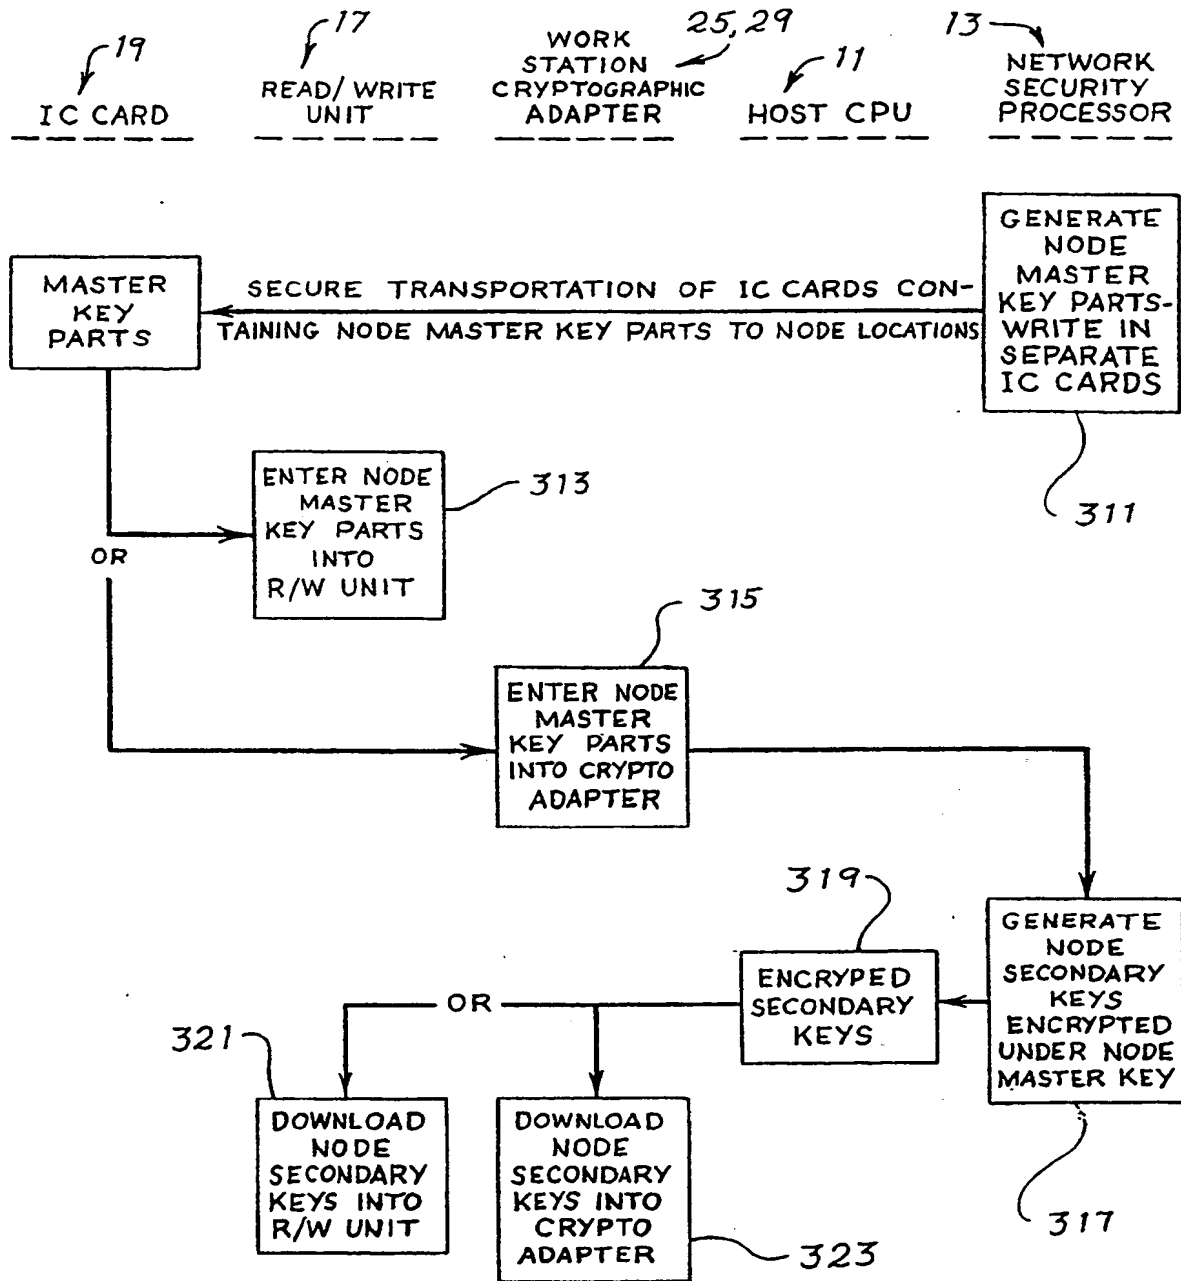 19
IC CARD
17
READ/WRITE
UNIT
25,29
WORK
STATION
CRYPTOGRAPHIC
ADAPTER
11
HOST CPU
13
NETWORK
SECURITY
PROCESSOR
GENERATE
NODE
MASTER
KEY PARTS-
WRITE IN
SEPARATE
IC CARDS
311
SECURE TRANSPORTATION OF IC CARDS CON-
TAINING NODE MASTER KEY PARTS TO NODE LOCATIONS
MASTER
KEY
PARTS
OR
ENTER NODE
MASTER
KEY PARTS
INTO
R/W UNIT
313
315
ENTER NODE
MASTER
KEY PARTS
INTO CRYPTO
ADAPTER
GENERATE
NODE
SECONDARY
KEYS
ENCRYPTED
UNDER NODE
MASTER KEY
317
319
ENCRYPED
SECONDARY
KEYS
OR
321
DOWNLOAD
NODE
SECONDARY
KEYS INTO
R/W UNIT
DOWNLOAD
NODE
SECONDARY
KEYS INTO
CRYPTO
ADAPTER
323